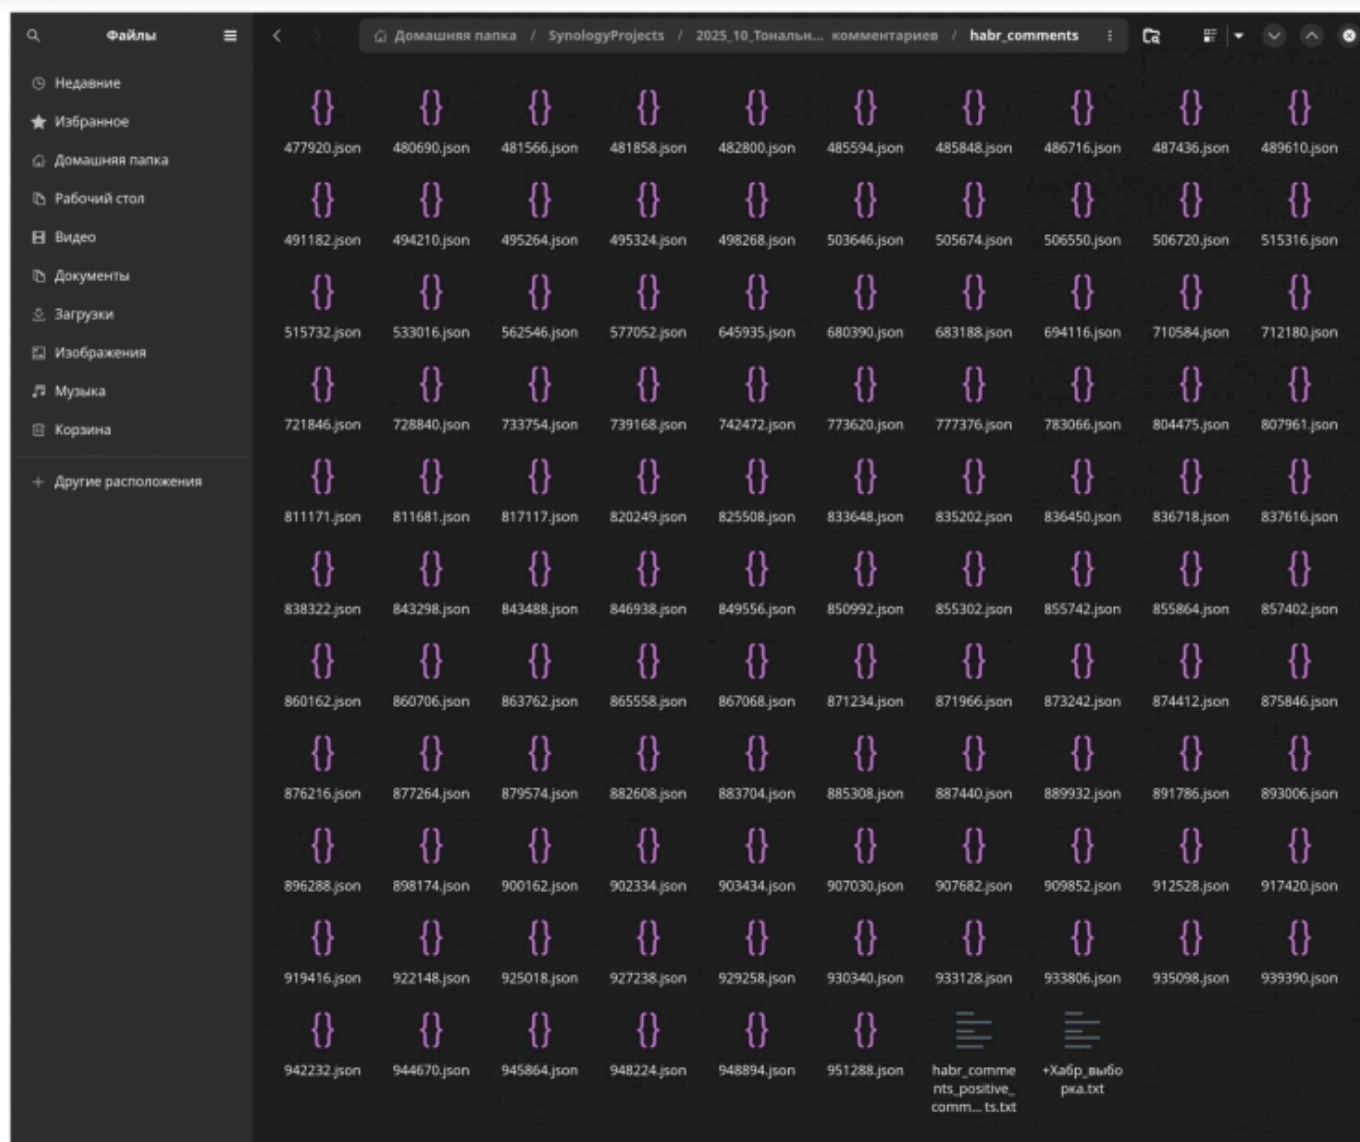 Файлы
Домашняя папка / SynologyProjects / 2025_10_Тональн... комментариев / habr_comments
Недавние
Избранное
Домашняя папка
Рабочий стол
Видео
Документы
Загрузки
Изображения
Музыка
Корзина
+ Другие расположения
477920.json 480690.json 481566.json 481858.json 482800.json 485594.json 485848.json 486716.json 487436.json 489610.json
491182.json 494210.json 495264.json 495324.json 498268.json 503646.json 505674.json 506550.json 506720.json 515316.json
515732.json 533016.json 562546.json 577052.json 645935.json 680390.json 683188.json 694116.json 710584.json 712180.json
721846.json 728840.json 733754.json 739168.json 742472.json 773620.json 777376.json 783066.json 804475.json 807961.json
811171.json 811681.json 817117.json 820249.json 825508.json 833648.json 835202.json 836450.json 836718.json 837616.json
838322.json 843298.json 843488.json 846938.json 849556.json 850992.json 855302.json 855742.json 855864.json 857402.json
860162.json 860706.json 863762.json 865558.json 867068.json 871234.json 871966.json 873242.json 874412.json 875846.json
876216.json 877264.json 879574.json 882608.json 883704.json 885308.json 887440.json 889932.json 891786.json 893006.json
896288.json 898174.json 900162.json 902334.json 903434.json 907030.json 907682.json 909852.json 912528.json 917420.json
919416.json 922148.json 925018.json 927238.json 929258.json 930340.json 933128.json 933806.json 935098.json 939390.json
942232.json 944670.json 945864.json 948224.json 948894.json 951288.json habr_comme +Хабр_выбо
nts_positive_ рка.txt
comm... ts.txt